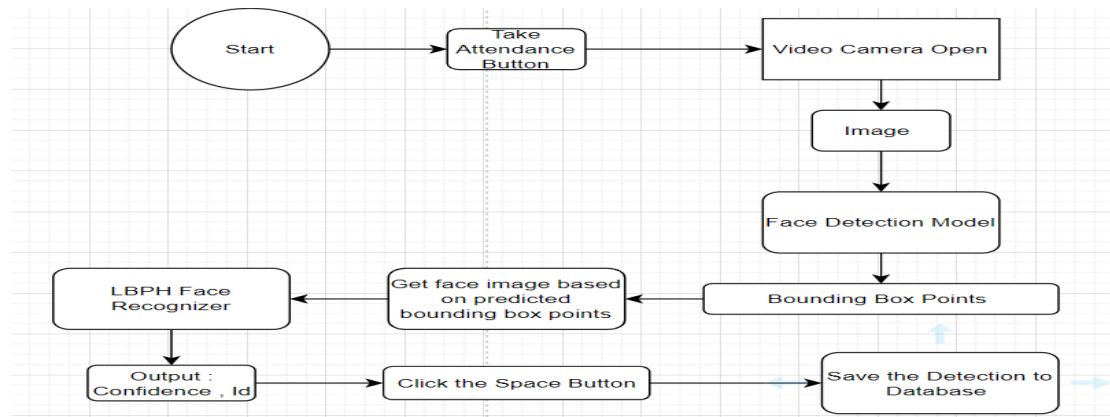 Start
Take
Attendance
Button
Video Camera Open
Image
Face Detection Model
Bounding Box Points
Get face image based
on predicted
bounding box points
LBPH Face
Recognizer
Output :
Confidence , Id
Click the Space Button
Save the Detection to
Database